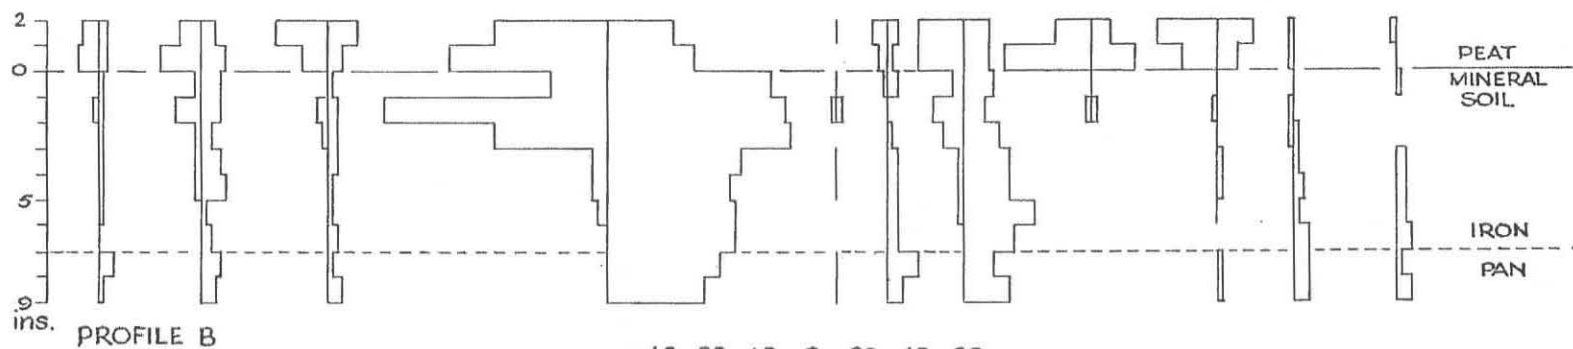 2
0
5
9
ins.
PROFILE B
PEAT
MINERAL
SOIL
IRON
PAN